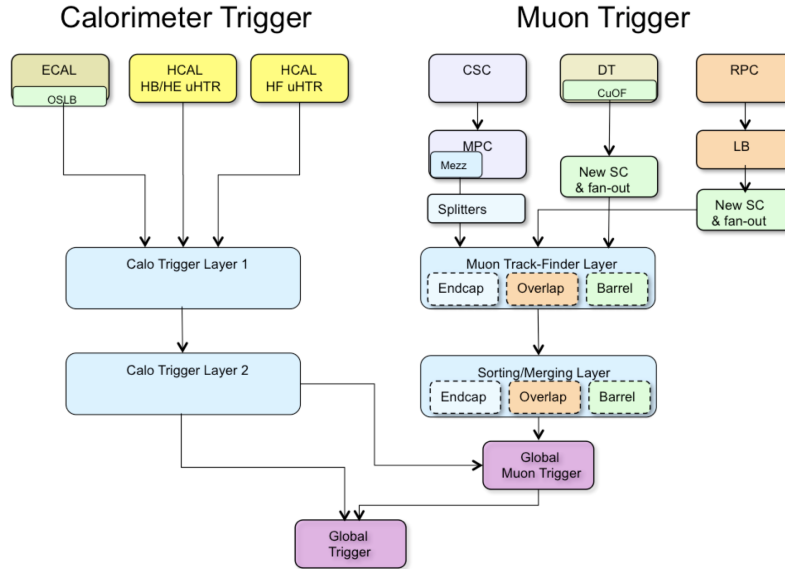 Calorimeter Trigger
Muon Trigger
ECAL
OSLB
HCAL
HB/HE uHTR
HCAL
HF uHTR
CSC
DT
CuOF
RPC
MPC
Mezz
LB
New SC
& fan-out
Splitters
New SC
& fan-out
Calo Trigger Layer 1
Muon Track-Finder Layer
Endcap
Overlap
Barrel
Calo Trigger Layer 2
Sorting/Merging Layer
Endcap
Overlap
Barrel
Global
Muon Trigger
Global
Trigger